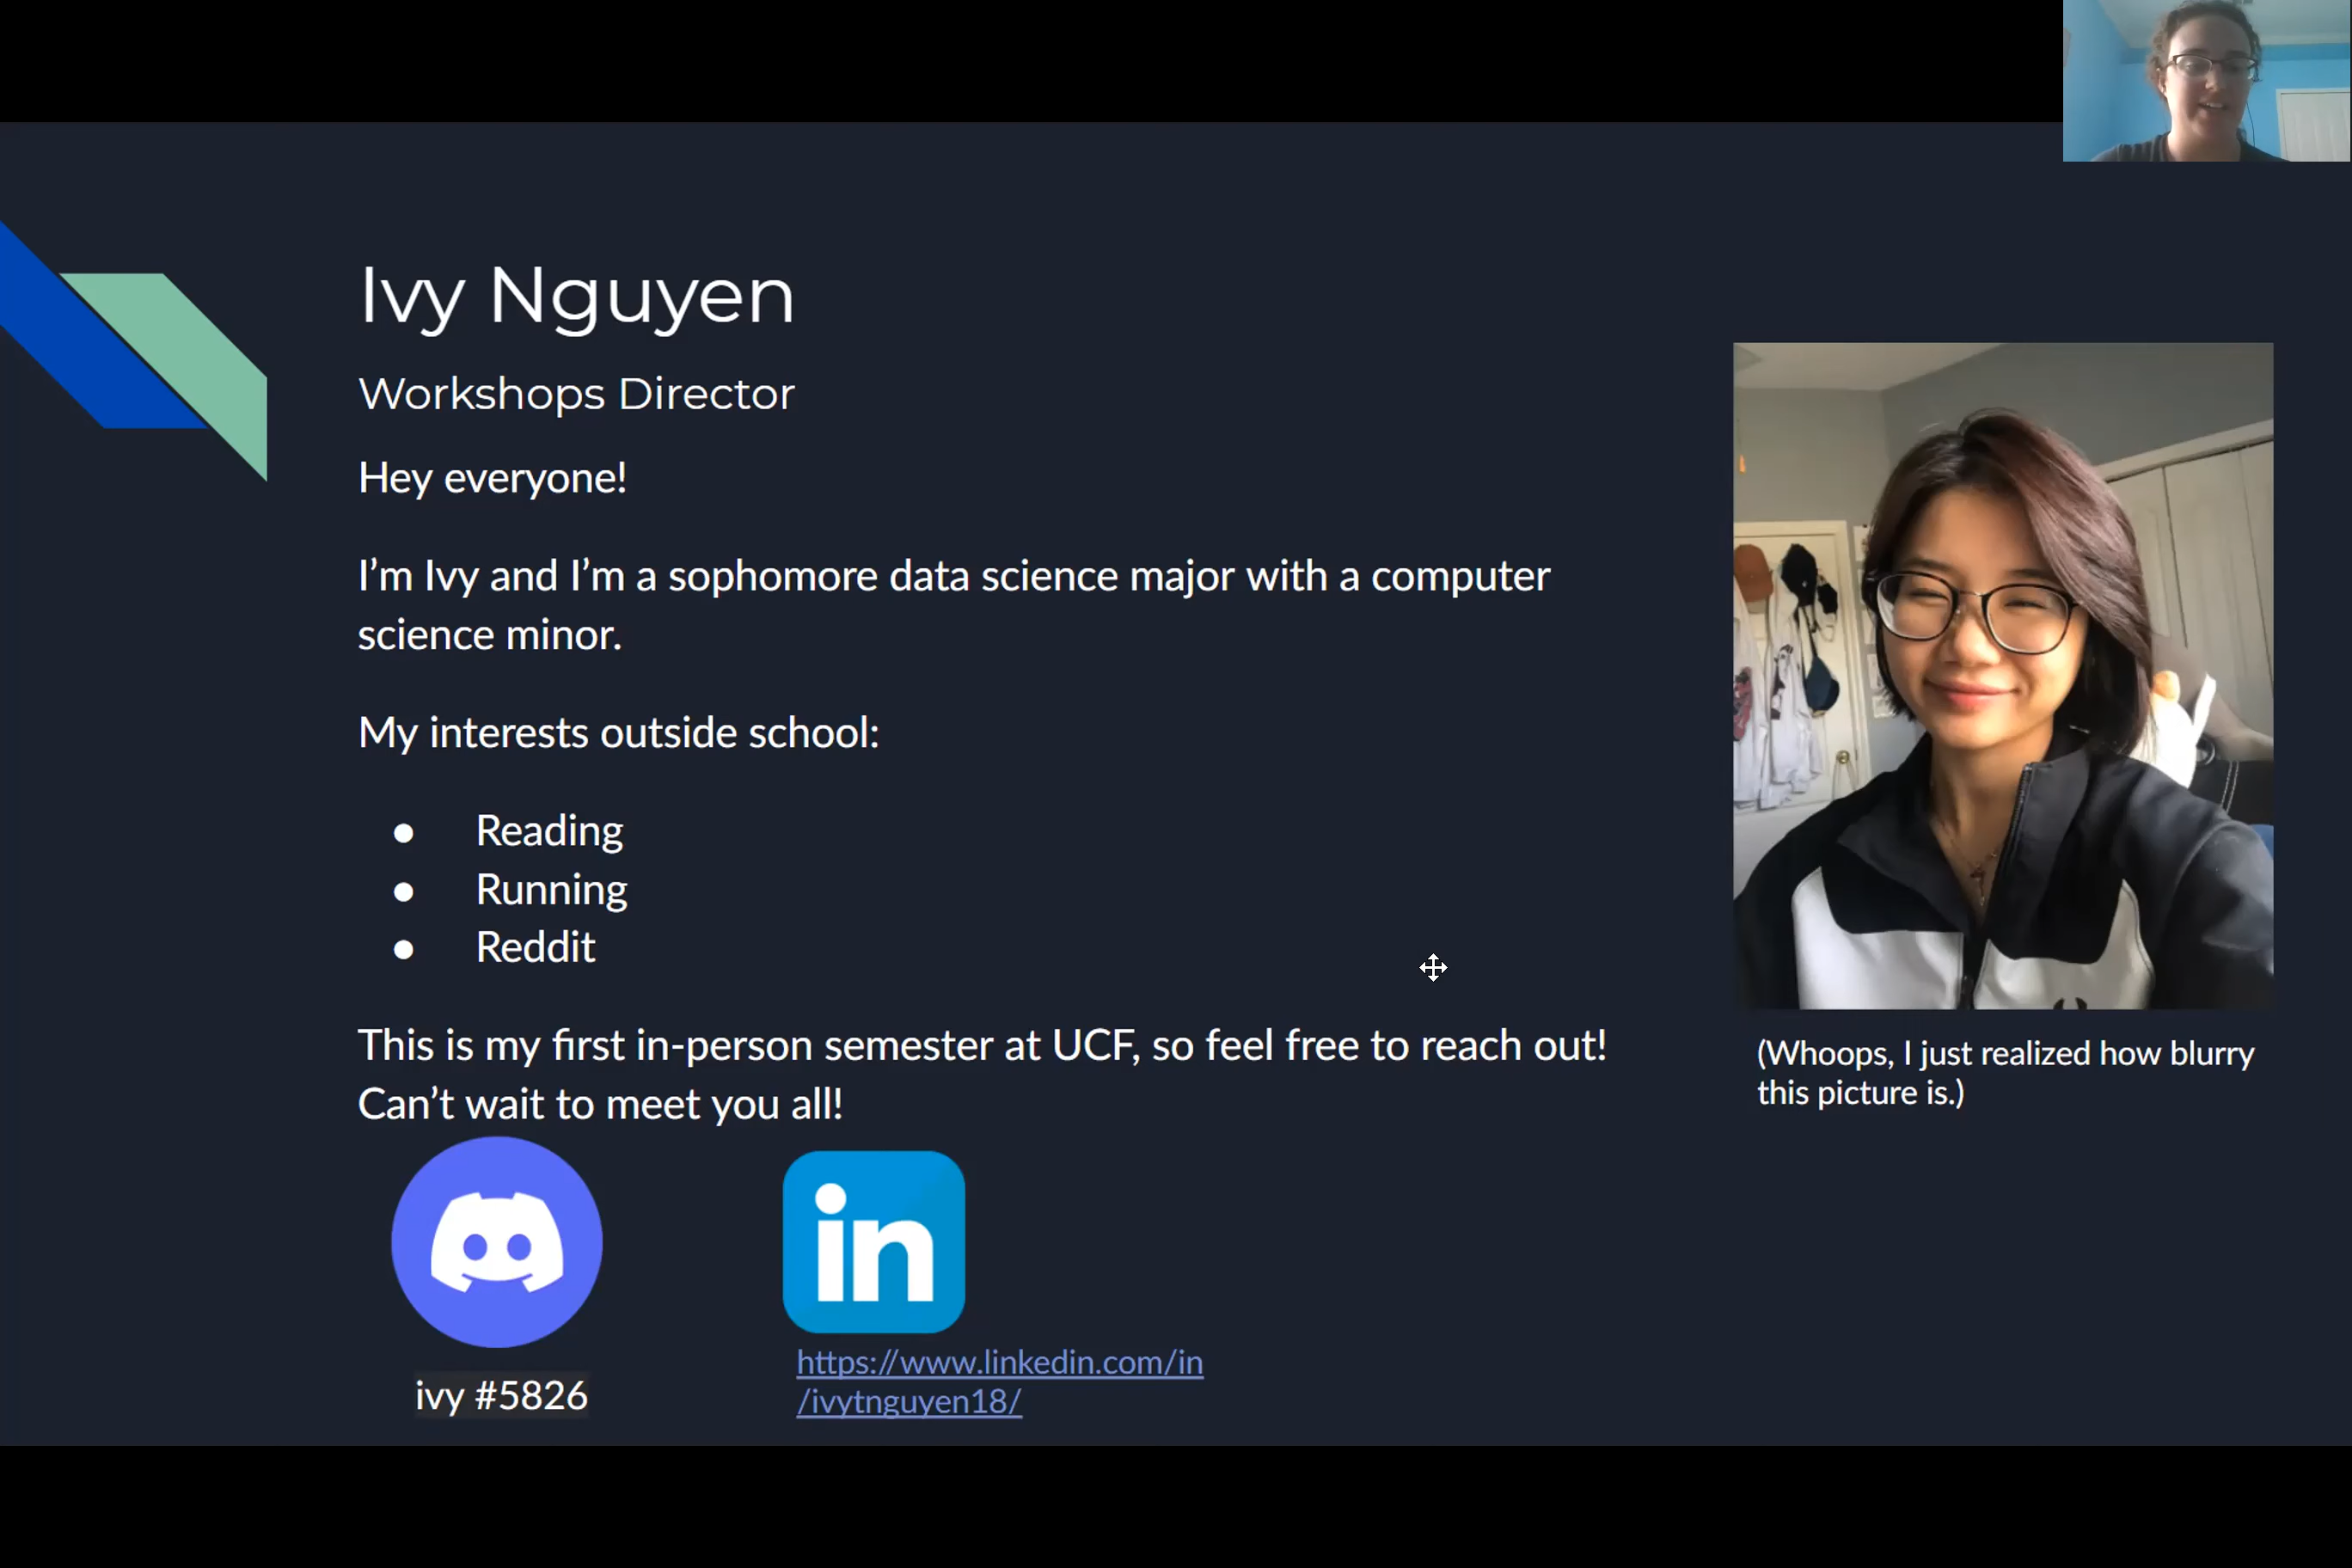 Ivy Nguyen
Workshops Director
Hey everyone!
I’m Ivy and I’m a sophomore data science major with a computer
science minor.
My interests outside school:
● Reading
● Running
● Reddit
This is my first in-person semester at UCF, so feel free to reach out!
Can’t wait to meet you all!
(Whoops, I just realized how blurry
this picture is.)
in
ivy #5826
https://www.linkedin.com/in
/ivytnguyen18/